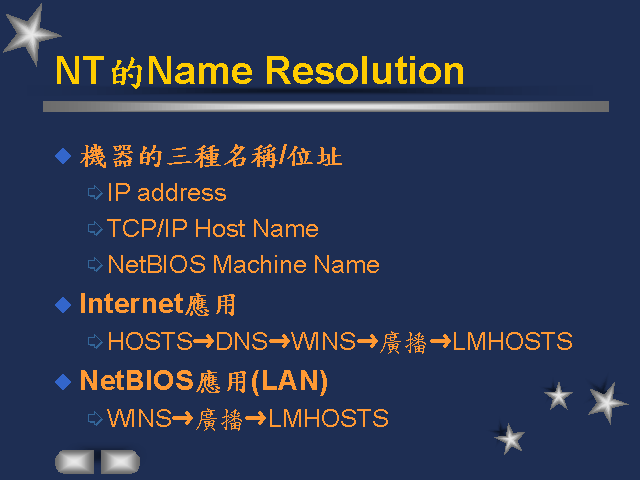 NT的Name Resolution
機器的三種名稱/位址
IP address
TCP/IP Host Name
NetBIOS Machine Name
Internet應用
HOSTS→DNS→WINS→廣播→LMHOSTS
NetBIOS應用(LAN)
WINS→廣播→LMHOSTS